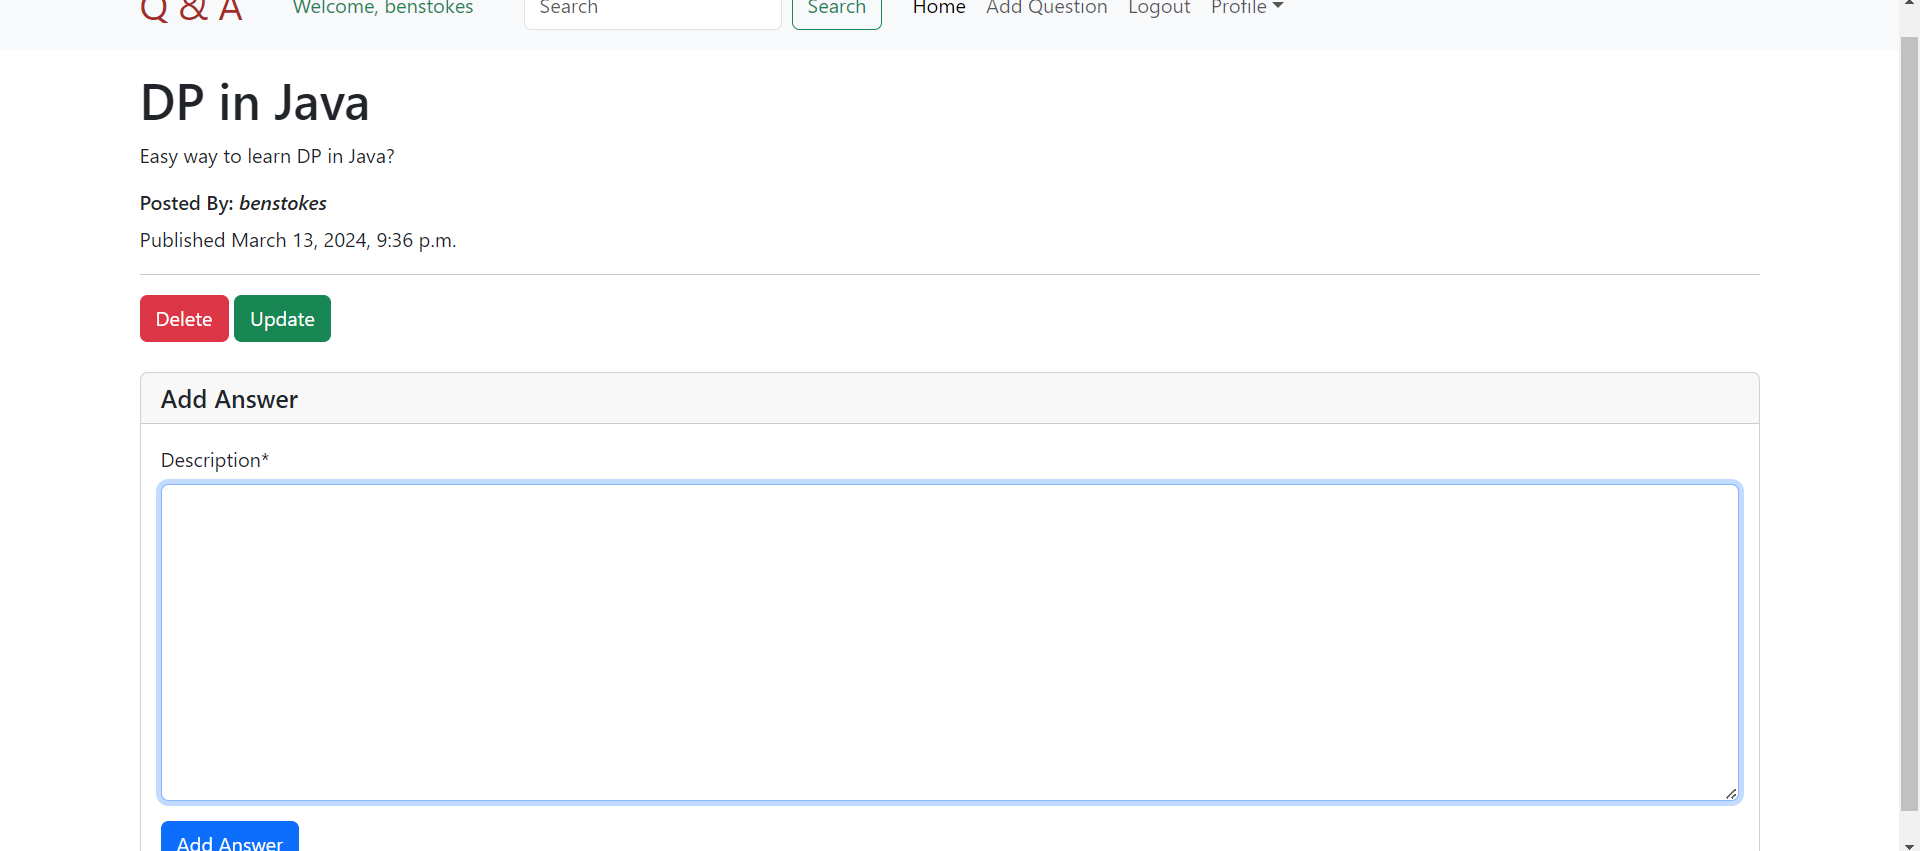 Q & A Welcome, benstokes Search Search Home Add Question Logout Profile
DP in Java
Easy way to learn DP in Java?
Posted By: benstokes
Published March 13, 2024, 9:36 p.m.
Delete Update
Add Answer
Description*
Add Answer